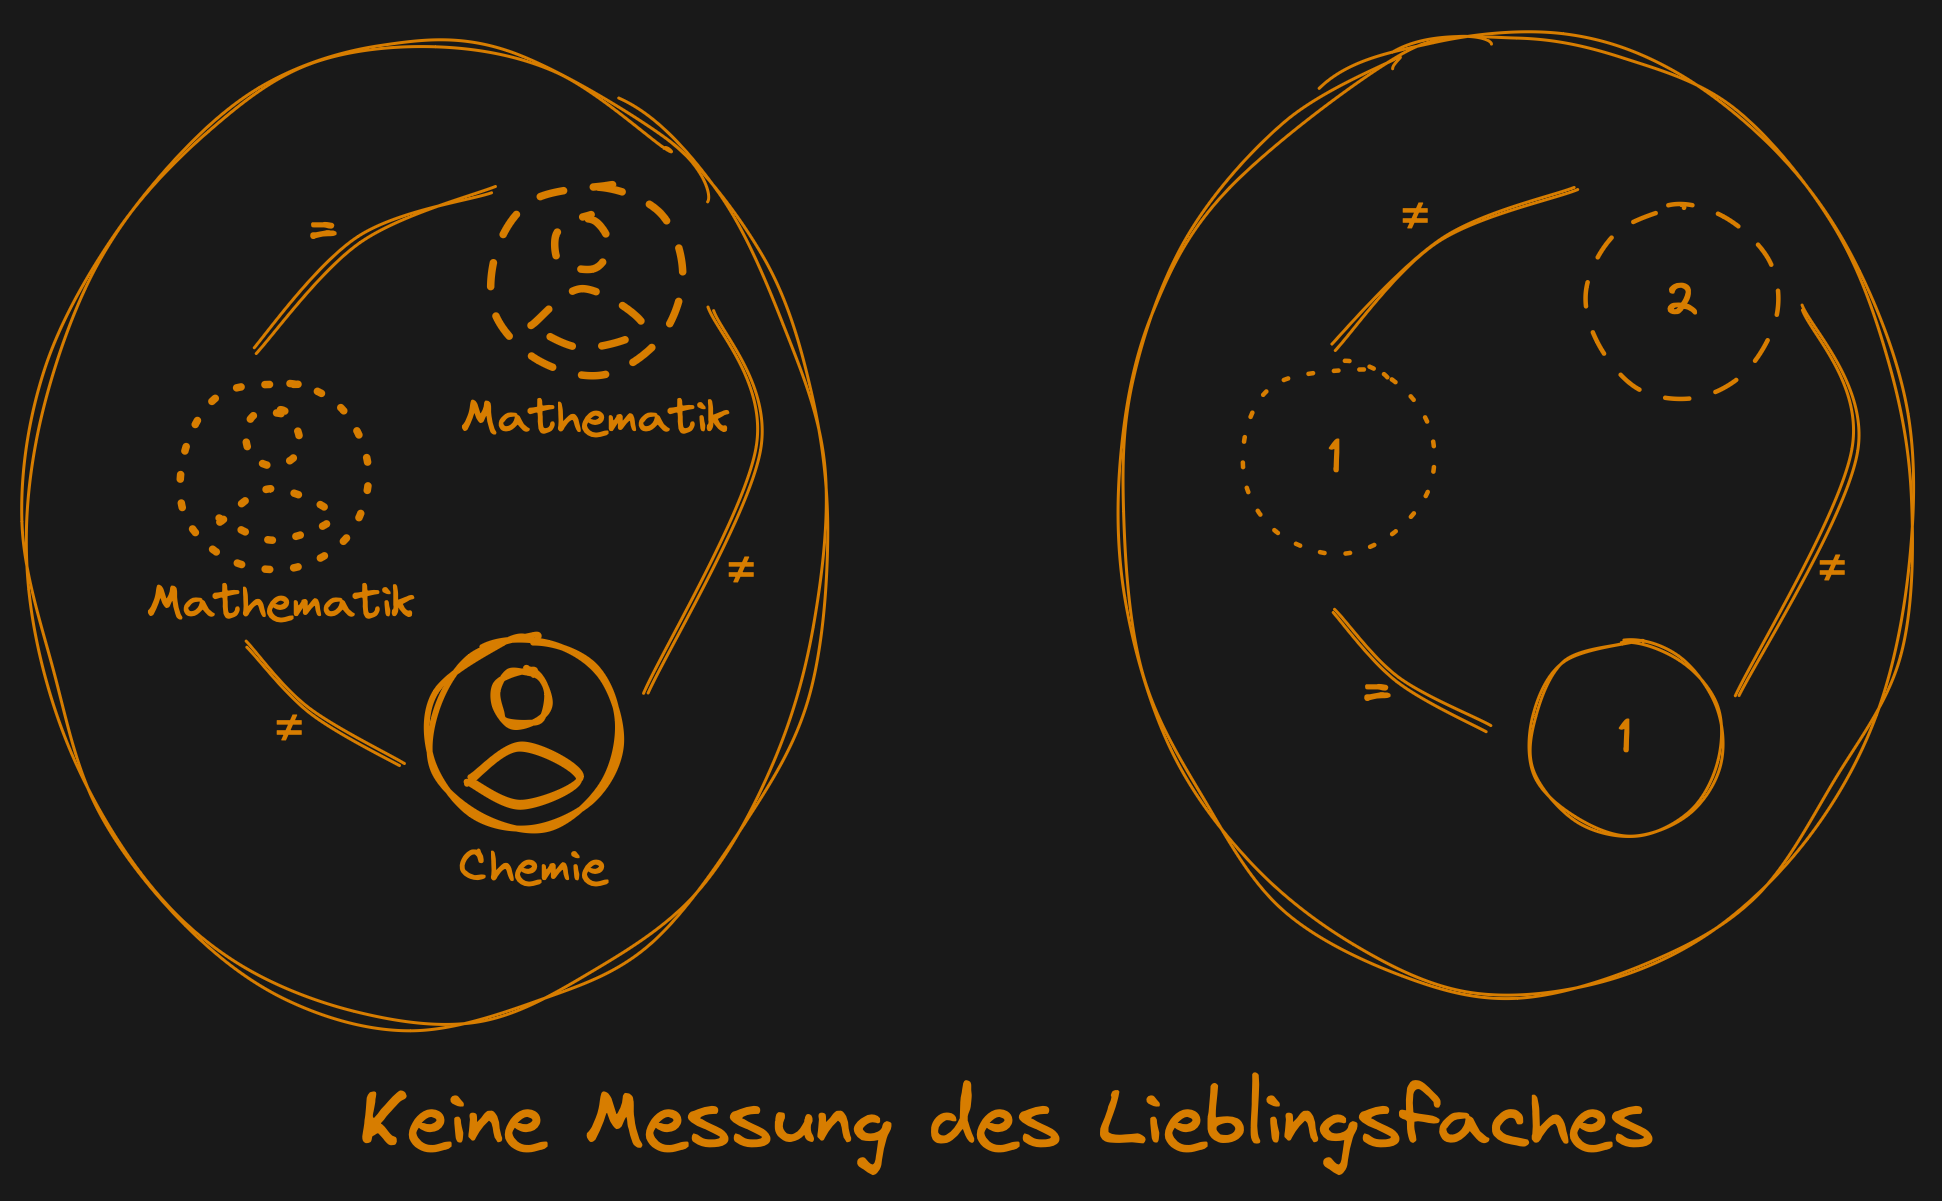 =
Mathematik
Mathematik
≠
≠
Chemie
≠
2
1
≠
=
1
Keine Messung des Lieblingsfaches